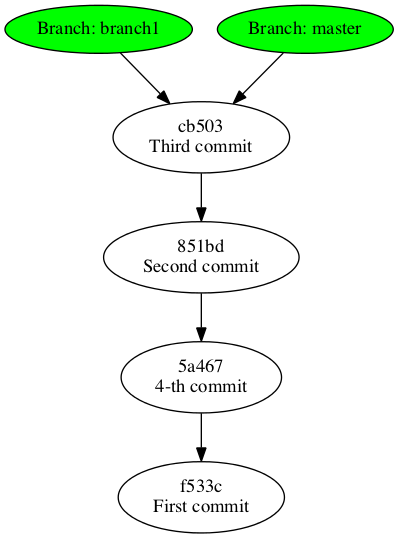 Branch: branch1
Branch: master
cb503
Third commit
851bd
Second commit
5a467
4-th commit
f533c
First commit